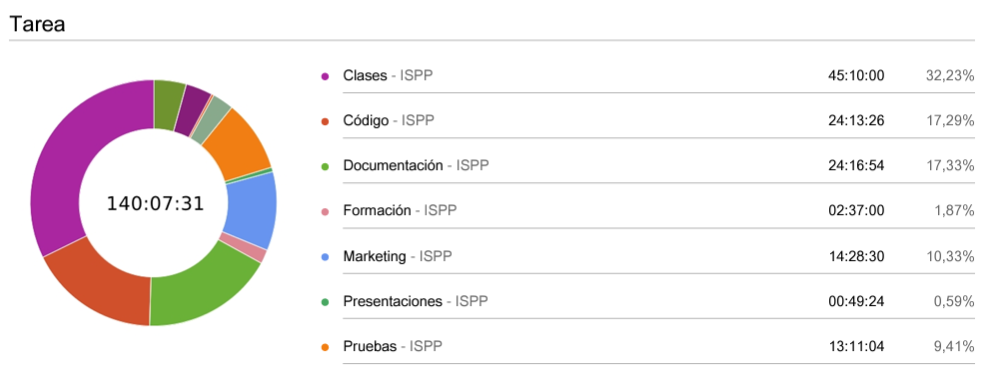 Tarea
140:07:31
Clases - ISPP 45:10:00 32,23%
Código - ISPP 24:13:26 17,29%
Documentación - ISPP 24:16:54 17,33%
Formación - ISPP 02:37:00 1,87%
Marketing - ISPP 14:28:30 10,33%
Presentaciones - ISPP 00:49:24 0,59%
Pruebas - ISPP 13:11:04 9,41%